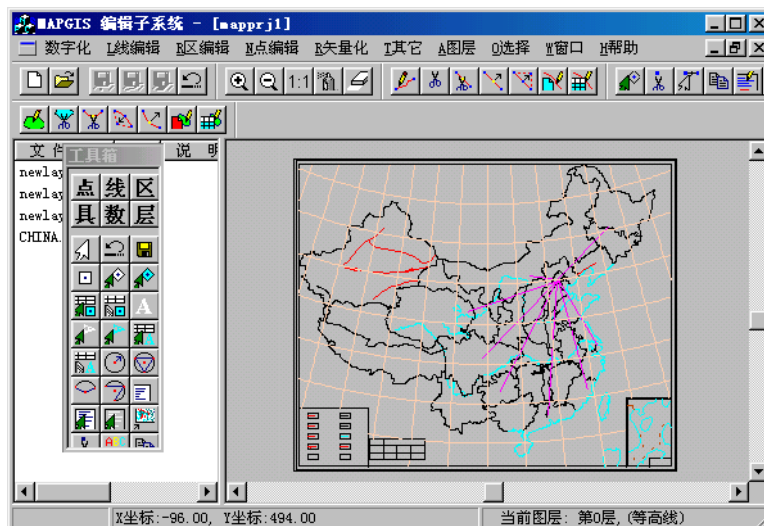 MAPGIS 编辑子系统 - [mapprj1]
数字化 L线编辑 R区编辑 N点编辑 R矢量化 T其它 A图层 O选择 W窗口 H帮助
1:1
文件 说 明
工具箱
newlay
newlay
newlay
CHINA.
点 线 区
具 数 层
A
ABC
X坐标:-96.00, Y坐标:494.00
当前图层: 第0层, (等高线)